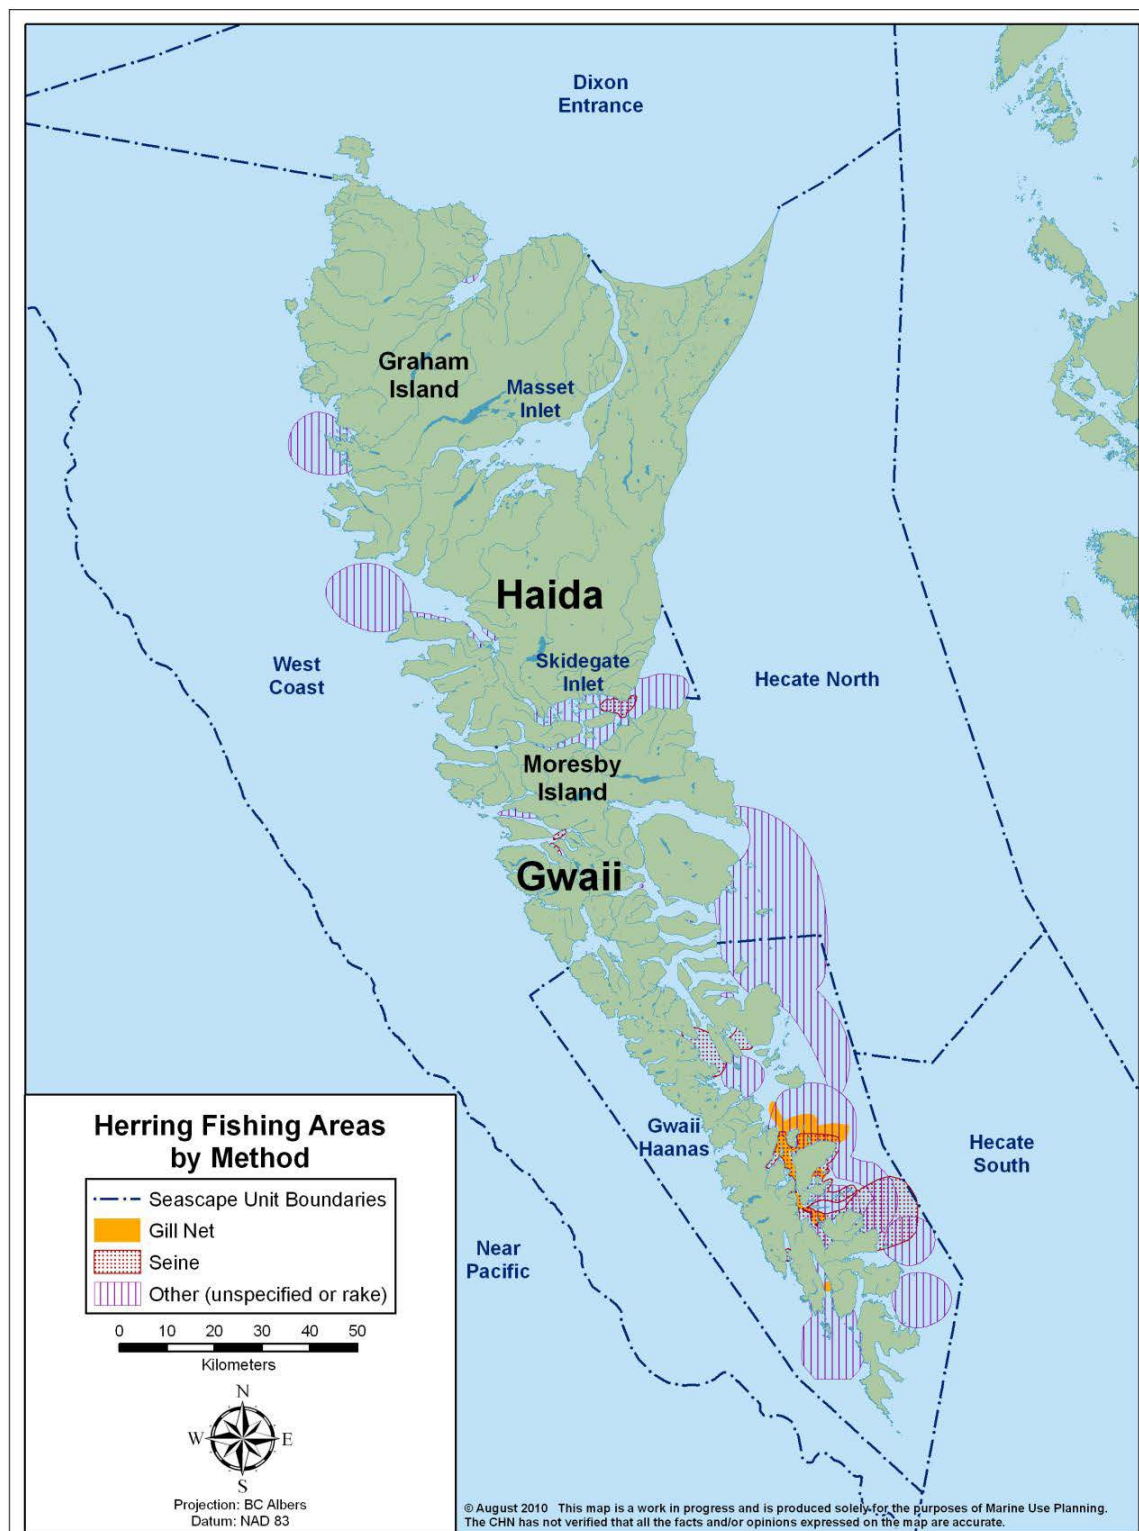 Dixon
Entrance
Graham
Island
Masset
Inlet
Haida
West
Coast
Skidegate
Inlet
Hecate North
Moresby
Island
Gwaii
Gwaii
Haanas
Hecate
South
Near
Pacific
Herring Fishing Areas
by Method
Seascape Unit Boundaries
Gill Net
Seine
Other (unspecified or rake)
0 10 20 30 40 50
Kilometers
N
W E
S
Projection: BC Albers
Datum: NAD 83
© August 2010 This map is a work in progress and is produced solely for the purposes of Marine Use Planning.
The CHN has not verified that all the facts and/or opinions expressed on the map are accurate.